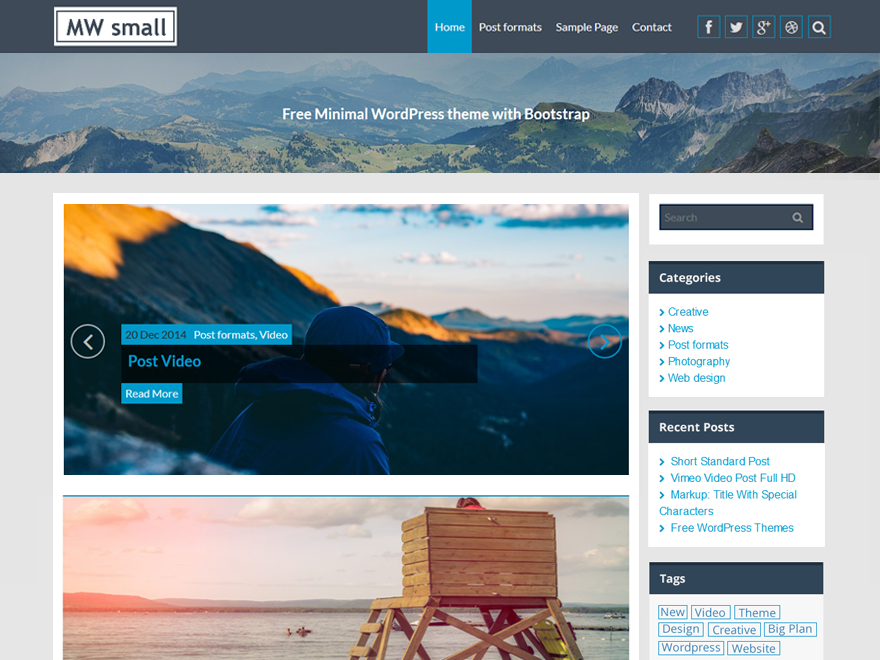 MW small
Home Post formats Sample Page Contact
Free Minimal WordPress theme with Bootstrap
20 Dec 2014 Post formats, Video
Post Video
Read More
Search
Categories
Creative
News
Post formats
Photography
Web design
Recent Posts
Short Standard Post
Vimeo Video Post Full HD
Markup: Title With Special
Characters
Free WordPress Themes
Tags
New Video Theme
Design Creative Big Plan
Wordpress Website